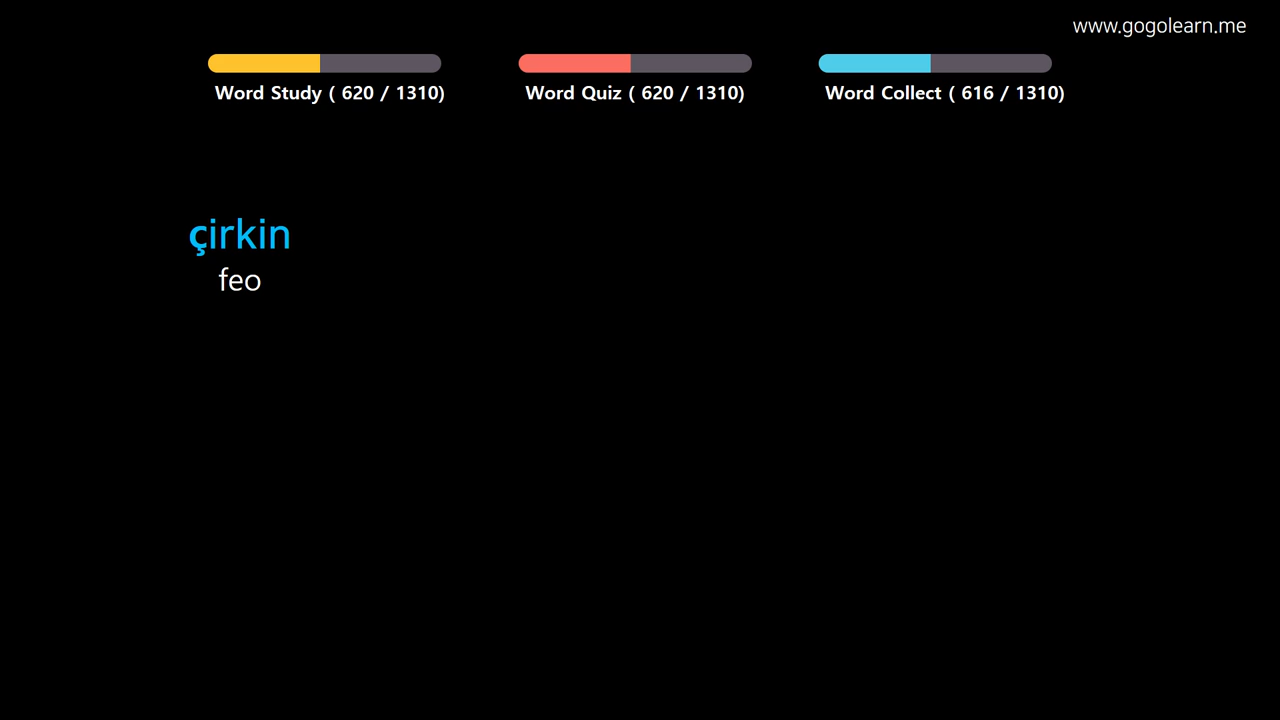 www.gogolearn.me
Word Study ( 620 / 1310)
Word Quiz ( 620 / 1310)
Word Collect ( 616 / 1310)
çirkin
feo